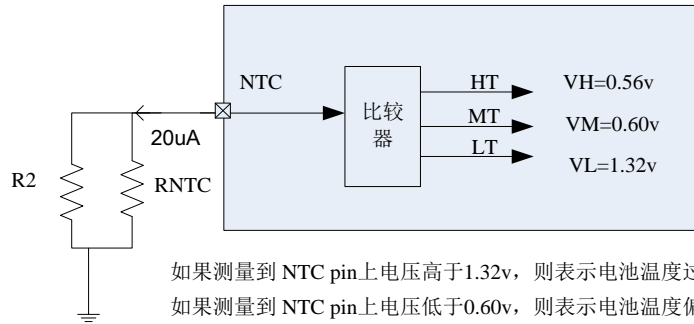 NTC
HT
VH=0.56v
比较
器
MT
VM=0.60v
20uA
LT
VL=1.32v
R2
RNTC
如果测量到 NTC pin上电压高于1.32v，则表示电池温度过
如果测量到 NTC pin上电压低于0.60v，则表示电池温度偏